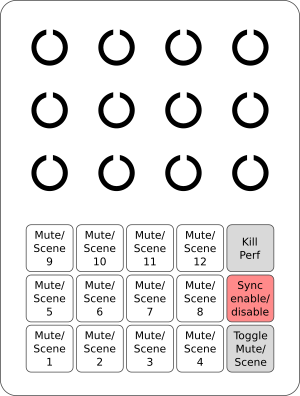 Mute/
Scene
9
Mute/
Scene
10
Mute/
Scene
11
Mute/
Scene
12
Kill
Perf
Mute/
Scene
5
Mute/
Scene
6
Mute/
Scene
7
Mute/
Scene
8
Sync
enable/
disable
Mute/
Scene
1
Mute/
Scene
2
Mute/
Scene
3
Mute/
Scene
4
Toggle
Mute/
Scene